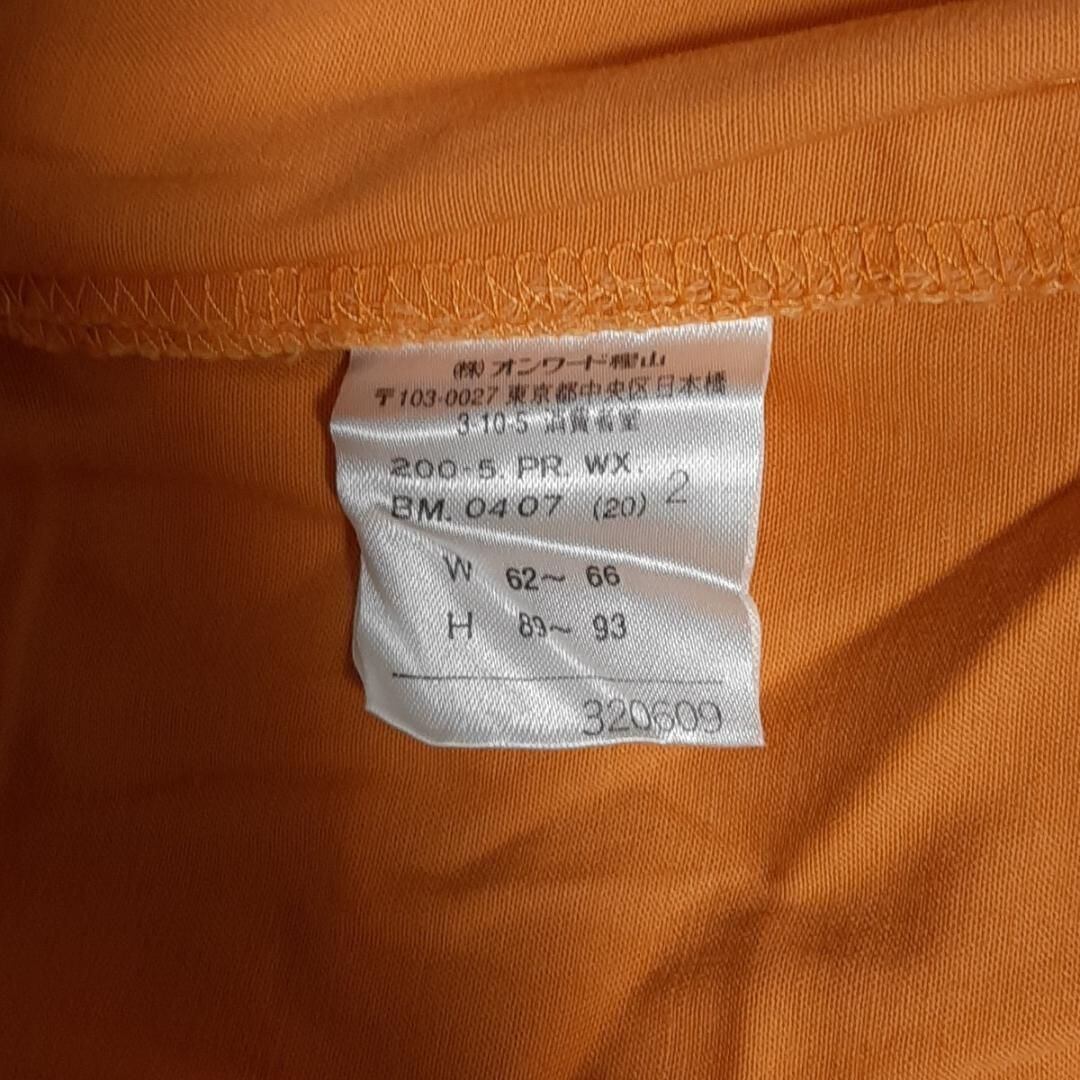 (株)オンワード樫山
〒103-0027 東京都中央区日本橋
3-10-5 消費者室
200-5. PR. WX.
BM. 0407 (20) 2
W 62～ 66
H 89～ 93
320609